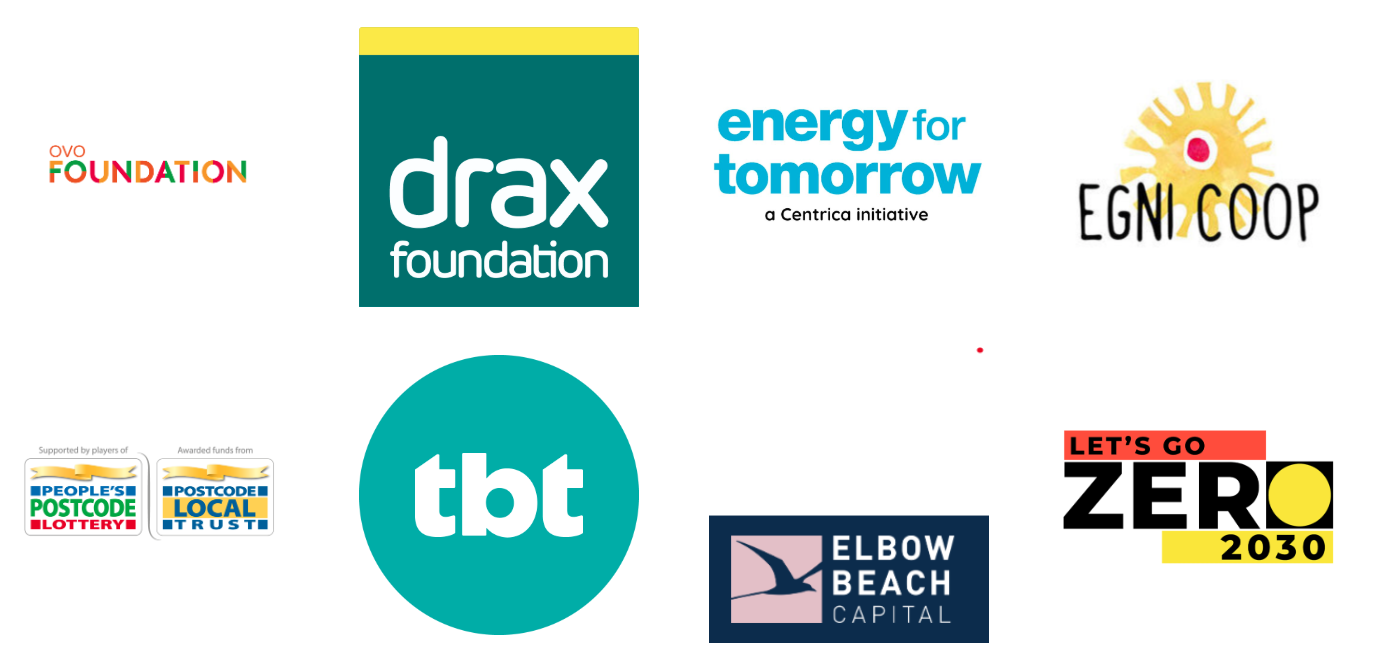 OVO
FOUNDATION
drax
foundation
energy for
tomorrow
a Centrica initiative
EGNI COOP
Supported by players of
PEOPLE'S
POSTCODE
LOTTERY
Awarded funds from
POSTCODE
LOCAL
TRUST
tbt
ELBOW
BEACH
CAPITAL
LET'S GO
ZERO
2030